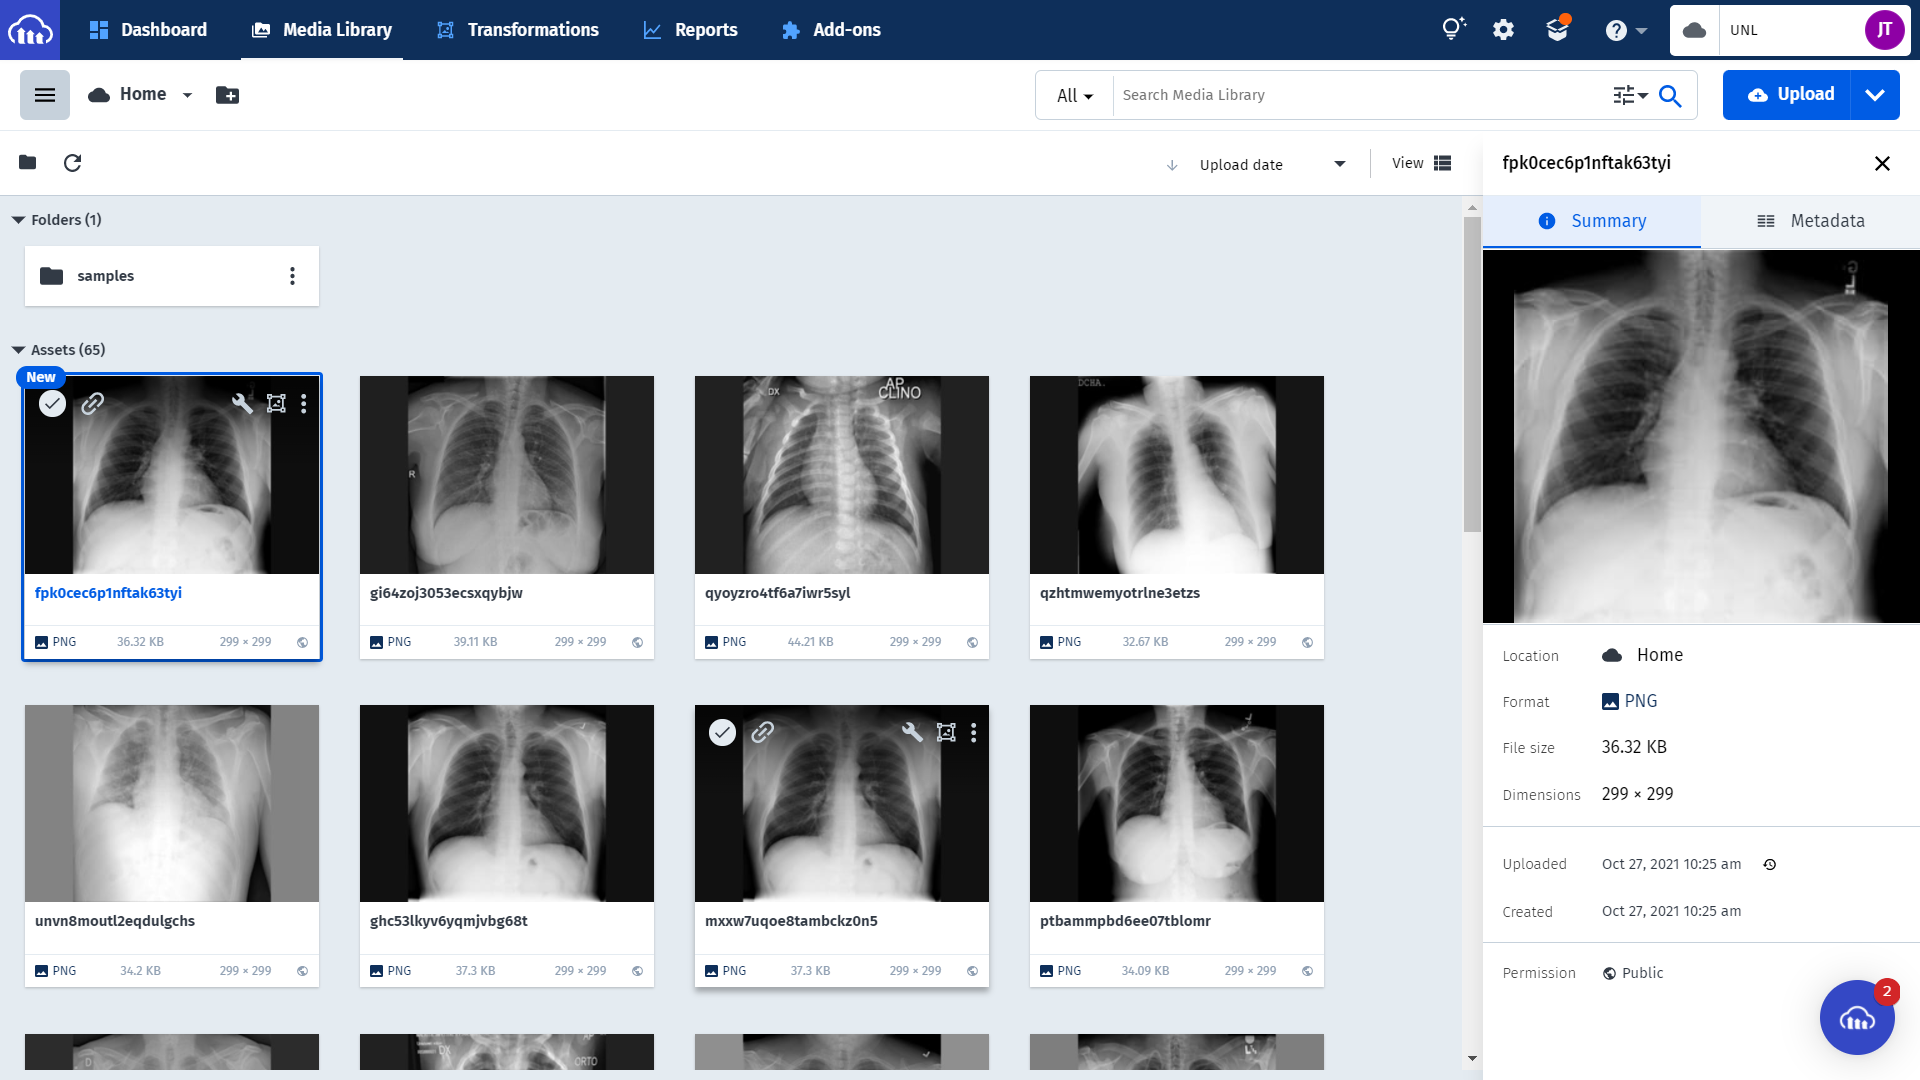 Dashboard
Media Library
Transformations
Reports
Add-ons
UNL
JT
Home
All
Search Media Library
Upload
Upload date
View
fpk0cec6p1nftak63tyi
Summary
Metadata
Folders (1)
samples
Assets (65)
New
R
DX
AP
CLINO
DCHA.
fpk0cec6p1nftak63tyi
gi64zoj3053ecsxqybjw
qyoyzro4tf6a7iwr5syl
qzhtmwemyotrlne3etzs
PNG 36.32 KB 299 × 299
PNG 39.11 KB 299 × 299
PNG 44.21 KB 299 × 299
PNG 32.67 KB 299 × 299
unvn8moutl2eqdulgchs
ghc53lkyv6yqmjvbg68t
mxxw7uqoe8tambckz0n5
ptbammpbd6ee07tblomr
PNG 34.2 KB 299 × 299
PNG 37.3 KB 299 × 299
PNG 37.3 KB 299 × 299
PNG 34.09 KB 299 × 299
D
DX
AP
ORTO
Location Home
Format PNG
File size 36.32 KB
Dimensions 299 × 299
Uploaded Oct 27, 2021 10:25 am
Created Oct 27, 2021 10:25 am
Permission Public
2